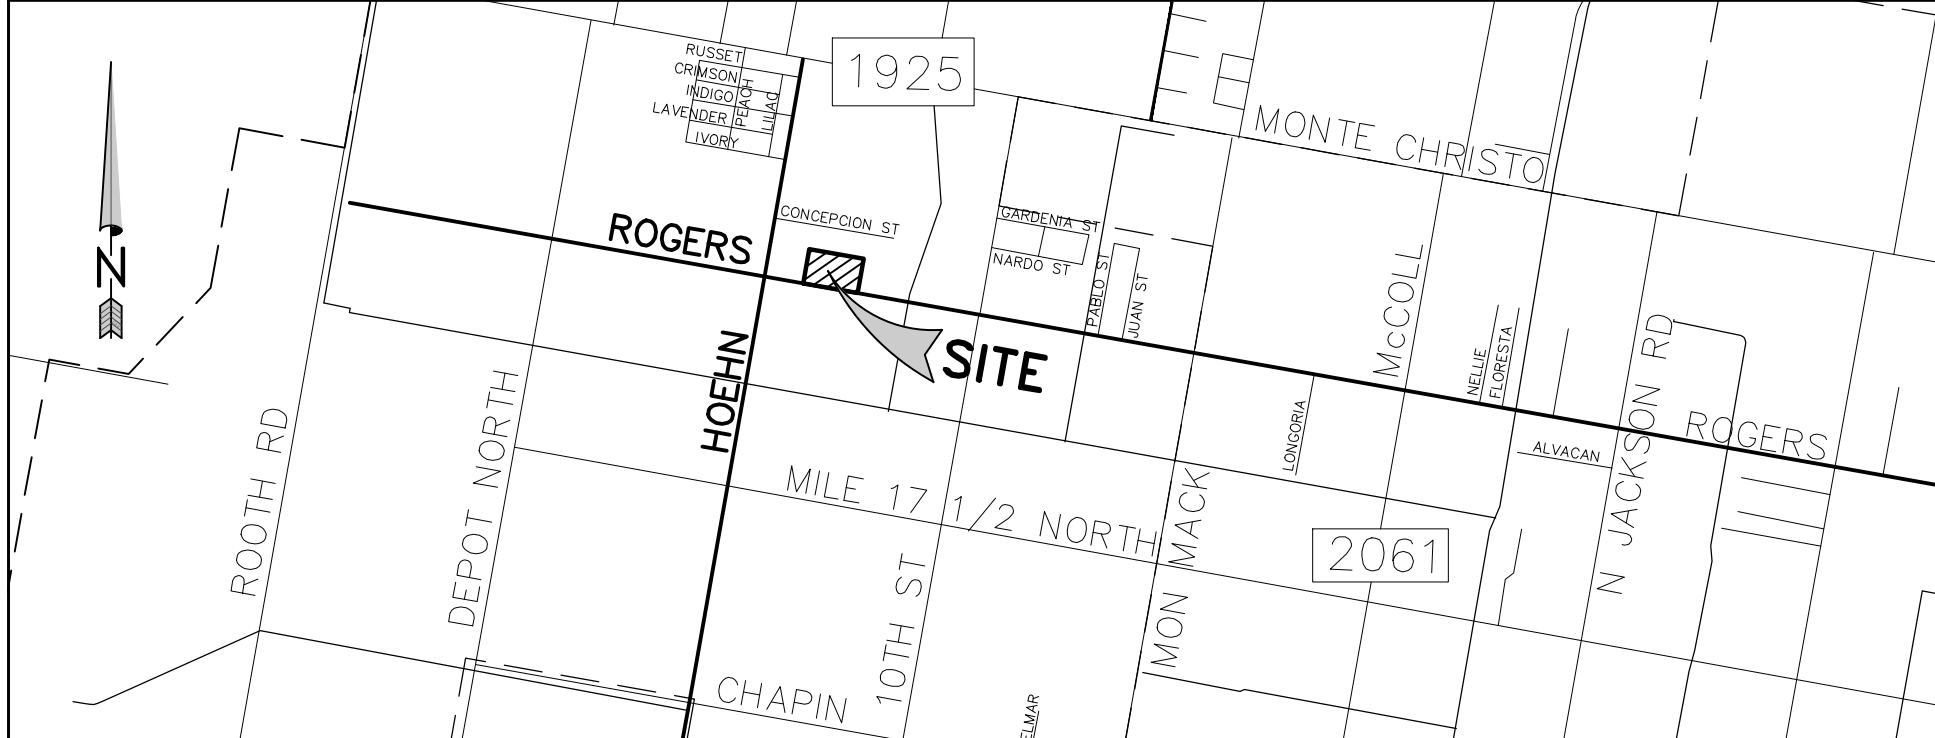 RUSSET
CRIMSON
INDIGO
LAVENDER
IVORY
PEACH
LILAC
1925
MONTE CHRISTO
N
ROGERS
CONCEPCION ST
GARDENIA ST
NARDO ST
PABLO ST
JUAN ST
McCOLL
NELLIE
FLORESTA
N JACKSON RD
HOEHN
SITE
ROOTH RD
DEPOT NORTH
LONGORIA
ALVACAN
ROGERS
MILE 17 1/2 NORTH
MON MACK
2061
10TH ST
CHAPIN
ELMAR